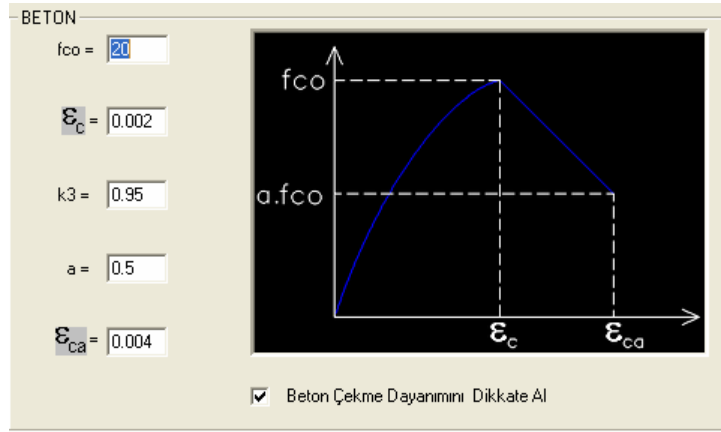 BETON
fco = 20
εc = 0.002
k3 = 0.95
a = 0.5
εca = 0.004
fco
a.fco
εc
εca
Beton Çekme Dayanımını Dikkate Al